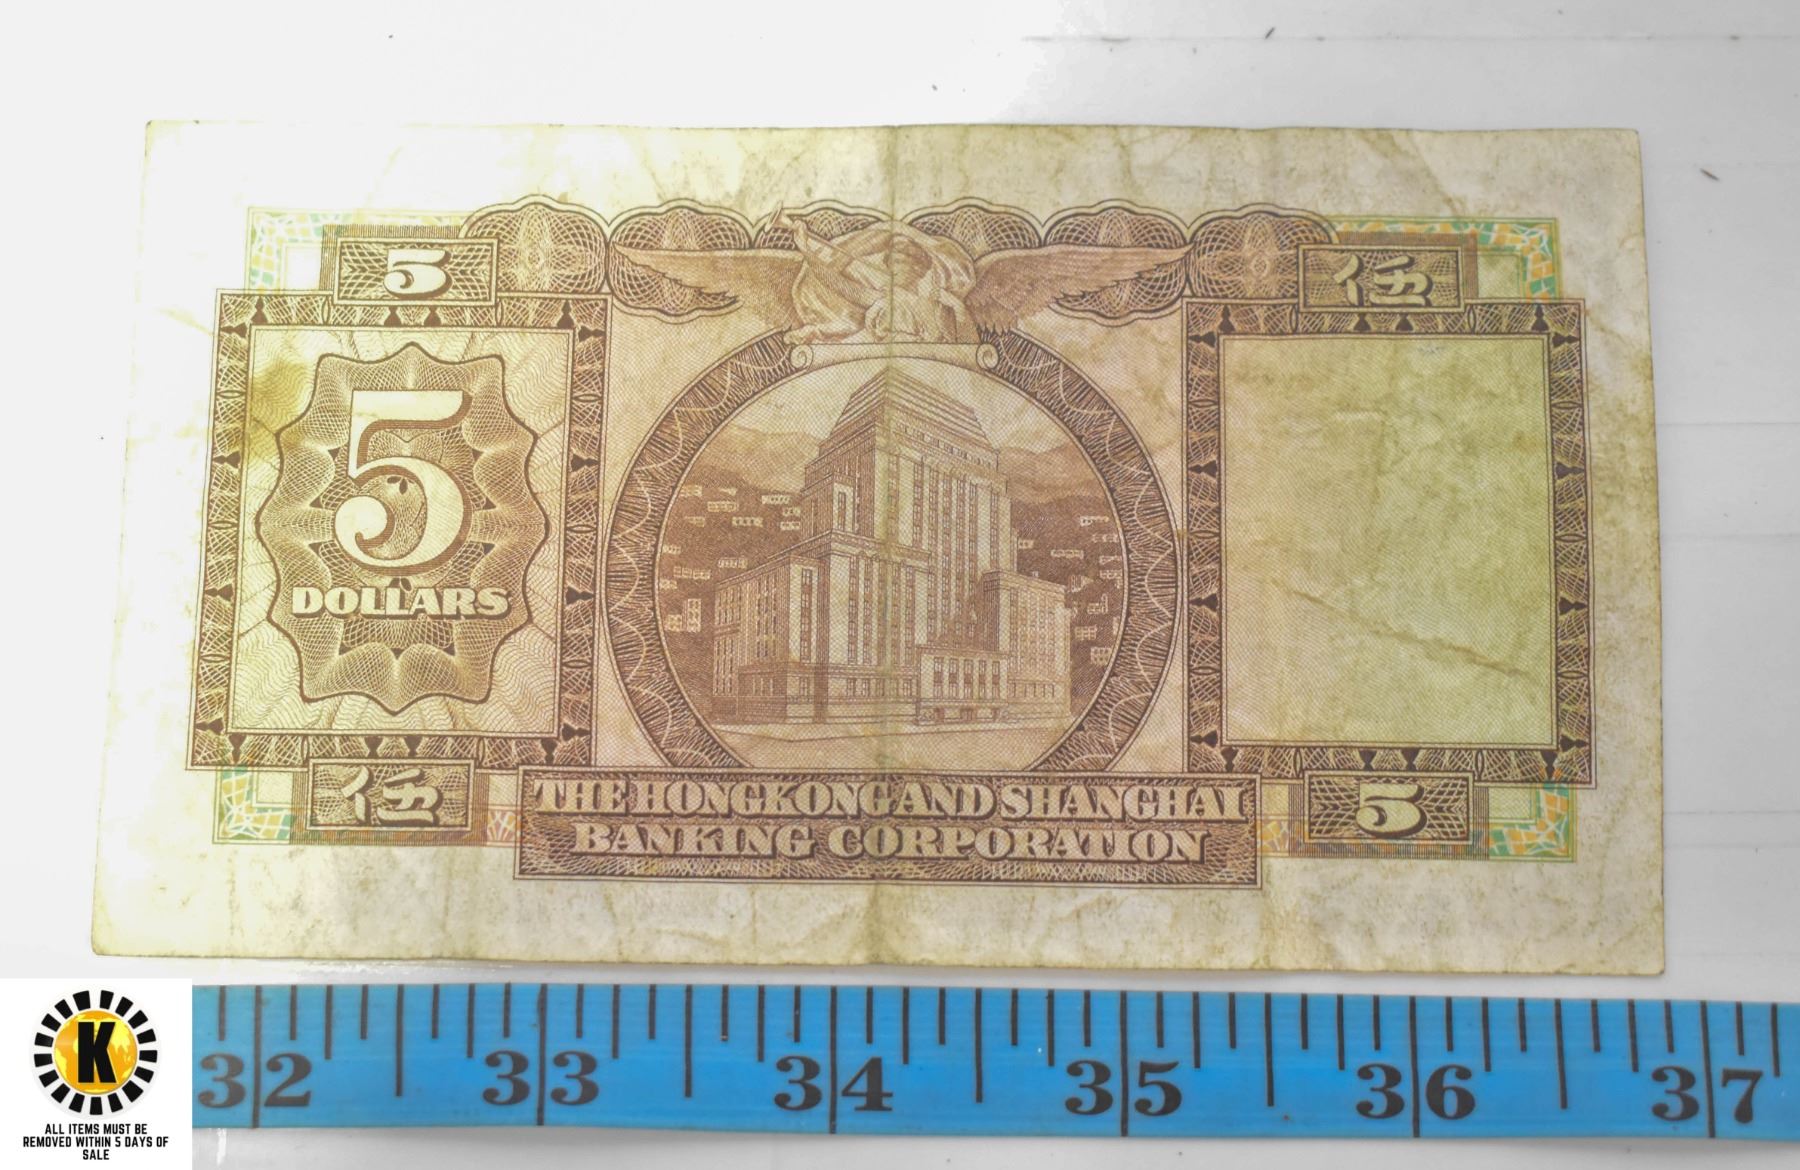 5
伍
5
DOLLARS
伍
5
THE HONGKONG AND SHANGHAI
BANKING CORPORATION
32 33 34 35 36 37
K
ALL ITEMS MUST BE
REMOVED WITHIN 5 DAYS OF
SALE